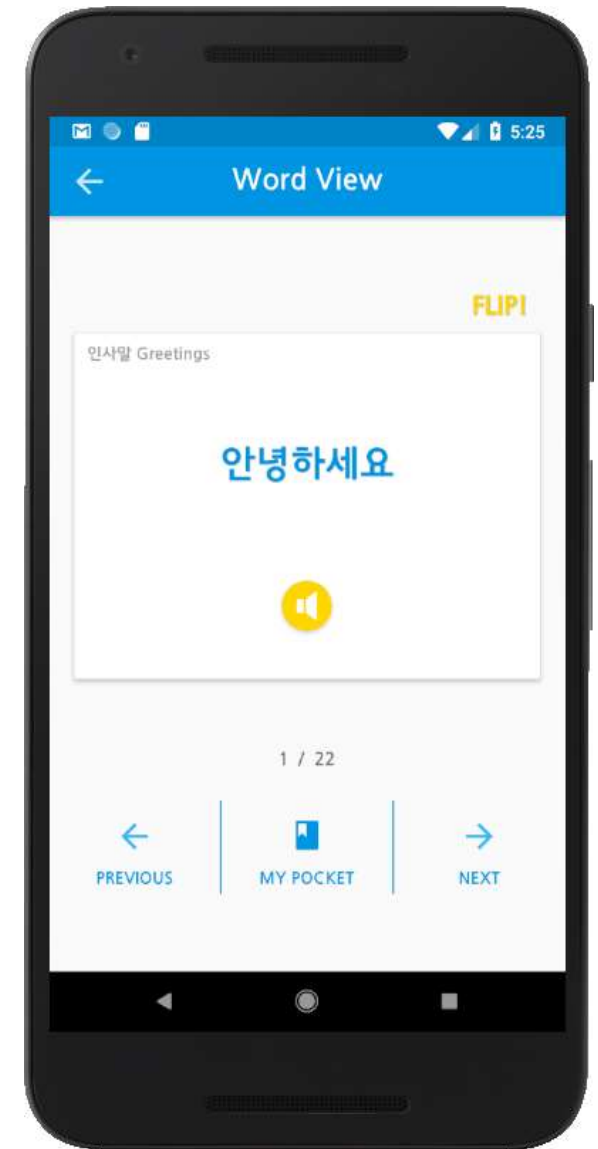 5:25
Word View
FLIP!
인사말 Greetings
안녕하세요
1 / 22
PREVIOUS
MY POCKET
NEXT